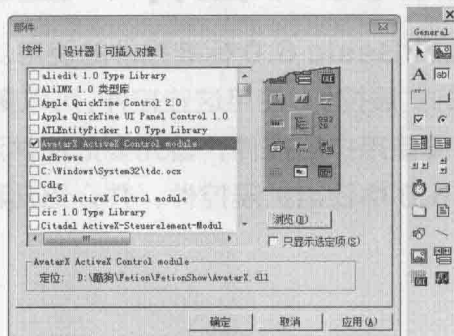 部件
控件
设计器
可插入对象
aliedit 1.0 Type Library
AliIMX 1.0 类型库
Apple QuickTime Control 2.0
Apple QuickTime UI Panel Control 1.0
ATLEntityPicker 1.0 Type Library
AvatarX ActiveX Control module
AxBrowse
C:\Windows\System32\tdc.ocx
Cdlg
cdr3d ActiveX Control module
cic 1.0 Type Library
Citadel ActiveX-Steuerelement-Modul
浏览(B)...
只显示选定项(S)
AvatarX ActiveX Control module
定位: D:\酷狗\Fetion\FetionShow\AvatarX.dll
确定
取消
应用(A)
General
A
ab